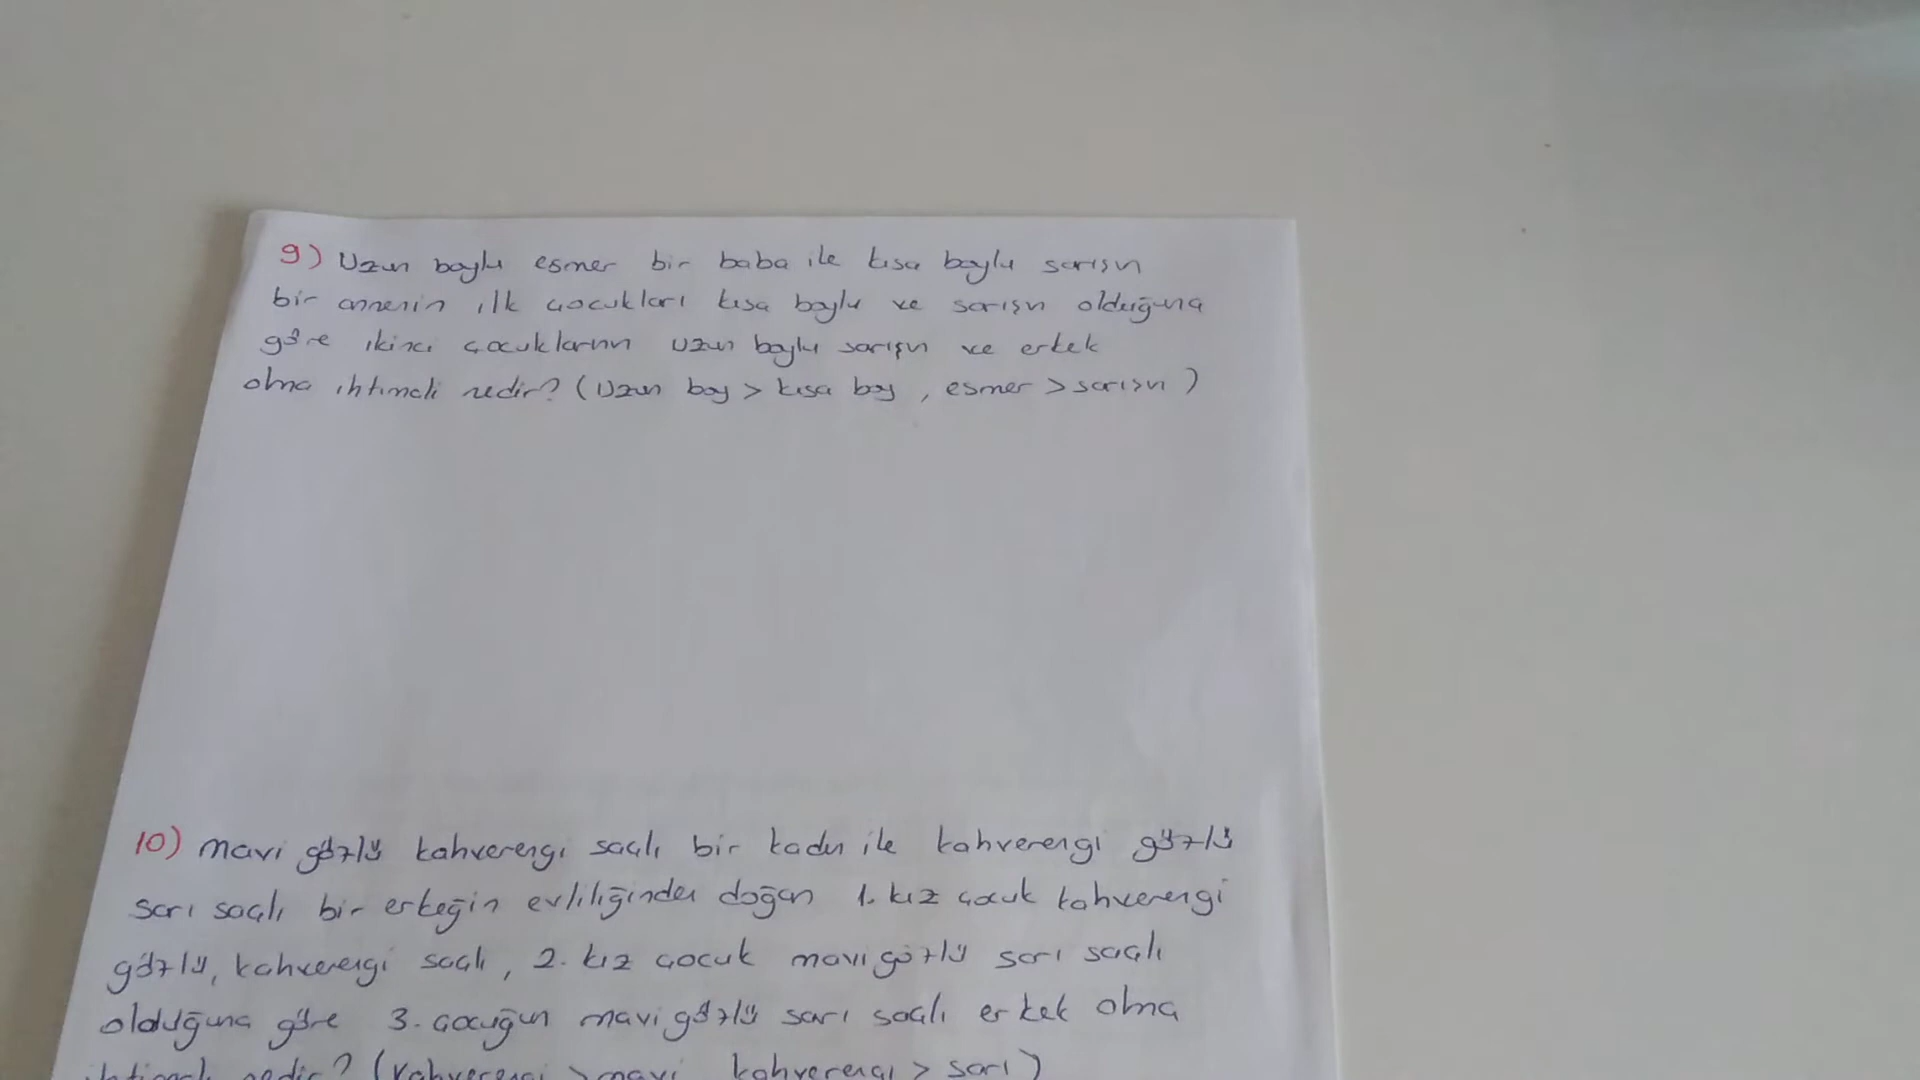 9) Uzun boylu esmer bir baba ile kısa boylu sarışın
bir annenin ilk çocukları kısa boylu ve sarışın olduğuna
göre ikinci çocuklarının uzun boylu sarışın ve erkek
olma ihtimali nedir? (Uzun boy > kısa boy, esmer > sarışın)
10) Mavi gözlü kahverengi saçlı bir kadın ile kahverengi gözlü
sarı saçlı bir erkeğin evliliğinden doğan 1. kız çocuk kahverengi
gözlü, kahverengi saçlı, 2. kız çocuk mavi gözlü sarı saçlı
olduğuna göre 3. çocuğun mavi gözlü sarı saçlı erkek olma
ihtimali nedir? (Kahverengi > mavi kahverengi > sarı)